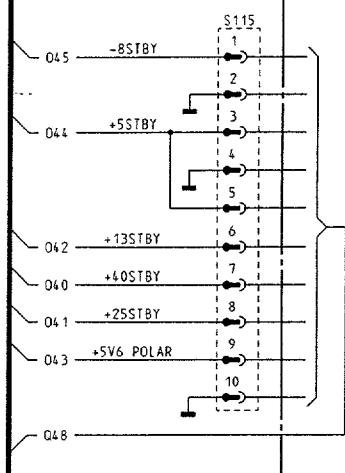 S115
1
045 -8STBY
2
044 +5STBY 3
4
5
042 +13STBY 6
040 +40STBY 7
041 +25STBY 8
043 +5V6 POLAR 9
10
Q48